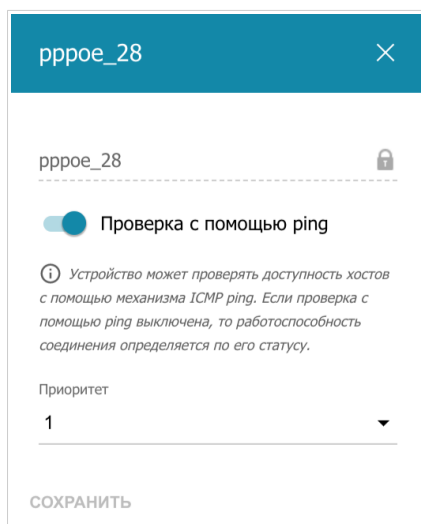 pppoe_28
pppoe_28
Проверка с помощью ping
Устройство может проверять доступность хостов
с помощью механизма ICMP ping. Если проверка с
помощью ping выключена, то работоспособность
соединения определяется по его статусу.
Приоритет
1
СОХРАНИТЬ